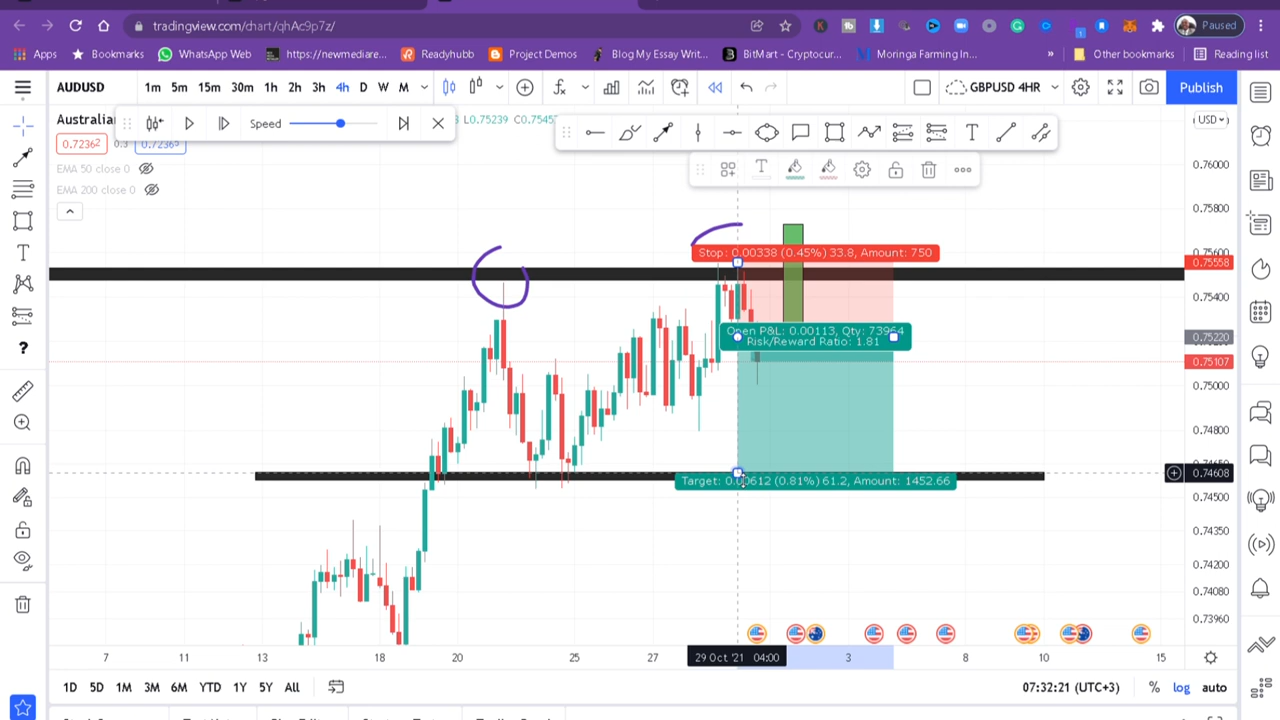 tradingview.com/chart/qhAc9p7z/
Paused
Apps
Bookmarks
WhatsApp Web
https://newmediare...
Readyhubb
Project Demos
Blog My Essay Writ...
BitMart - Cryptocur...
Moringa Farming In...
»
Other bookmarks
Reading list
AUDUSD
1m 5m 15m 30m 1h 2h 3h 4h D W M
GBPUSD 4HR
Publish
Australian
Speed
L0.75239
(USD)
0.72362
0.3
EMA 50 close 0
EMA 200 close 0
0.76000
0.75800
0.75600
0.75558
0.75400
0.75220
0.75107
0.75000
0.74800
0.74608
0.74500
0.74350
0.74200
0.74080
0.73960
Stop: 0.00338 (0.45%) 33.8, Amount: 750
Open P&L: 0.00113, Qty: 73964
Risk/Reward Ratio: 1.81
Target: 0.00612 (0.81%) 61.2, Amount: 1452.66
7 11 13 18 20 25 27 29 Oct '21 04:00 3 8 10 15
1D 5D 1M 3M 6M YTD 1Y 5Y All
07:32:21 (UTC+3)
% log auto